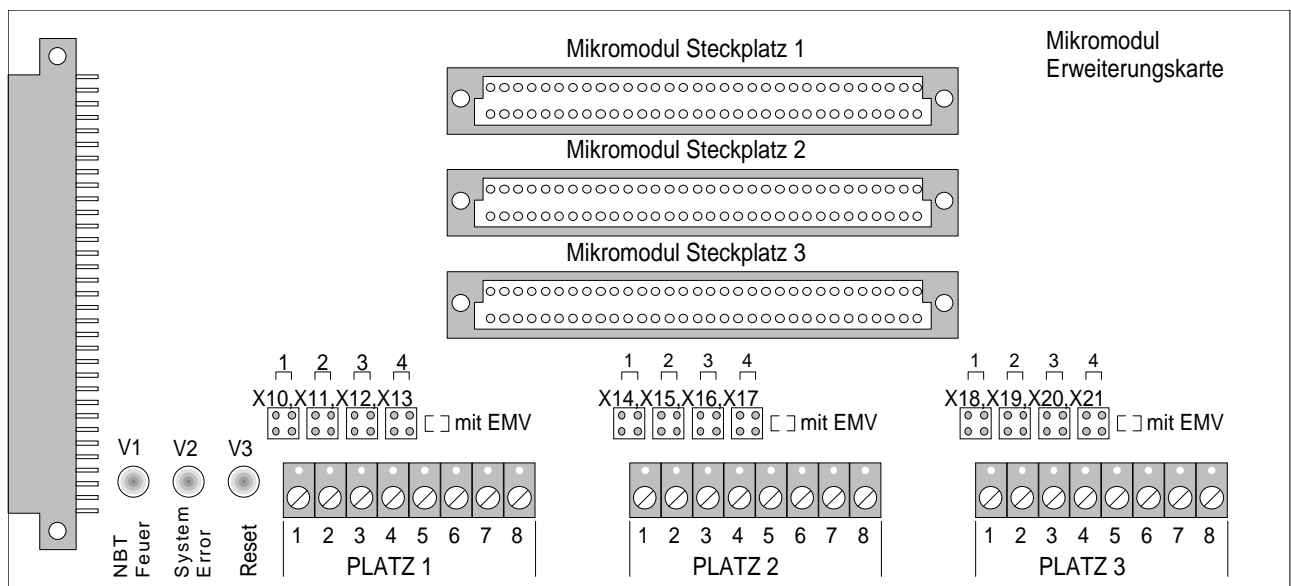 Mikromodul Steckplatz 1
Mikromodul
Erweiterungskarte
Mikromodul Steckplatz 2
Mikromodul Steckplatz 3
1 2 3 4
X10,X11,X12,X13
mit EMV
1 2 3 4
X14,X15,X16,X17
mit EMV
1 2 3 4
X18,X19,X20,X21
mit EMV
V1 V2 V3
NBT
Feuer
System
Error
Reset
1 2 3 4 5 6 7 8
PLATZ 1
1 2 3 4 5 6 7 8
PLATZ 2
1 2 3 4 5 6 7 8
PLATZ 3